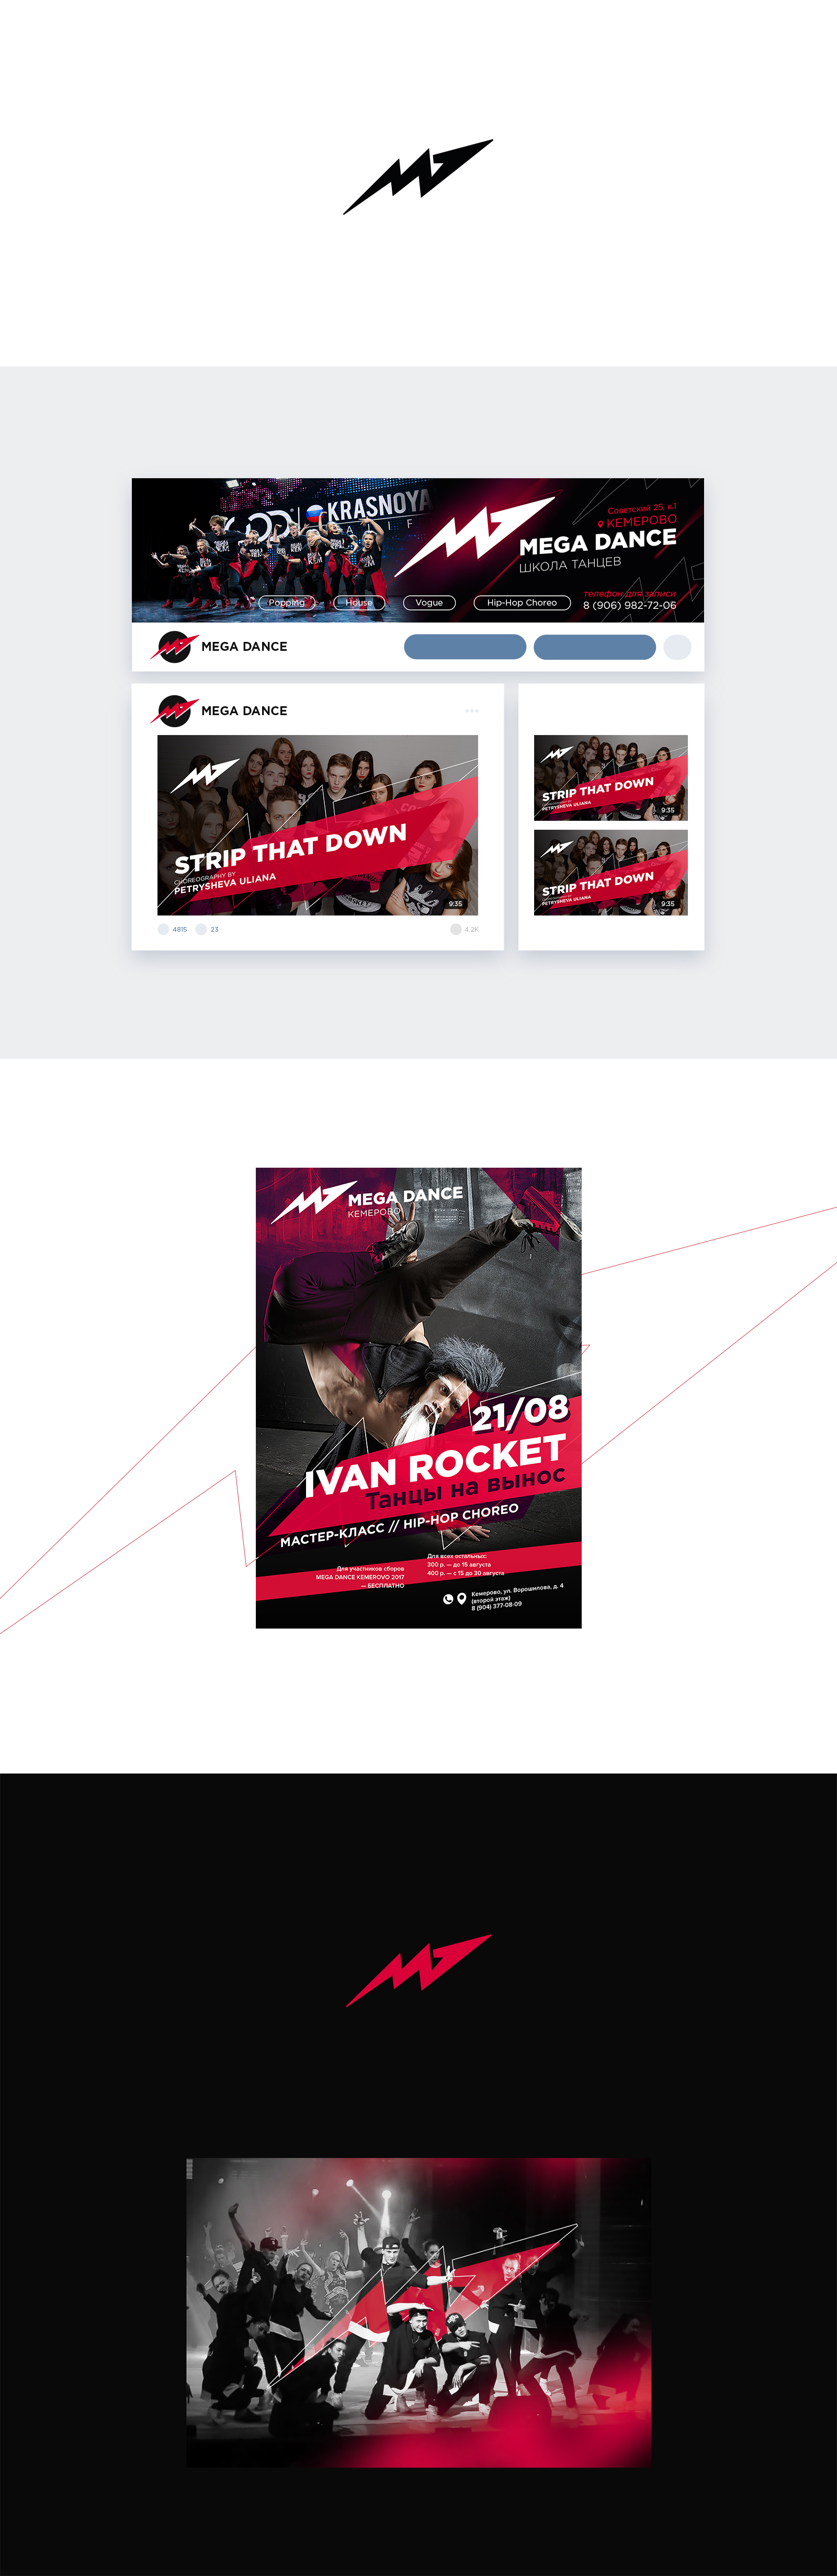 KRASNOYA
Советский 25, к.1
КЕМЕРОВО
MEGA DANCE
ШКОЛА ТАНЦЕВ
телефон для записи
8 (906) 982-72-06
Popping
House
Vogue
Hip-Hop Choreo
MEGA DANCE
MEGA DANCE
STRIP THAT DOWN
CHOREOGRAPHY BY
PETRYSHEVA ULIANA
9:35
4815
23
4.2K
STRIP THAT DOWN
CHOREOGRAPHY BY
PETRYSHEVA ULIANA
9:35
STRIP THAT DOWN
CHOREOGRAPHY BY
PETRYSHEVA ULIANA
9:35
MEGA DANCE
КЕМЕРОВО
21/08
IVAN ROCKET
Танцы на вынос
МАСТЕР-КЛАСС // HIP-HOP CHOREO
Для участников сборов
MEGA DANCE KEMEROVO 2017
— БЕСПЛАТНО
Для всех остальных:
300 р. — до 15 августа
400 р. — с 15 до 30 августа
Кемерово, ул. Ворошилова, д. 4
(второй этаж)
8 (904) 377-08-09